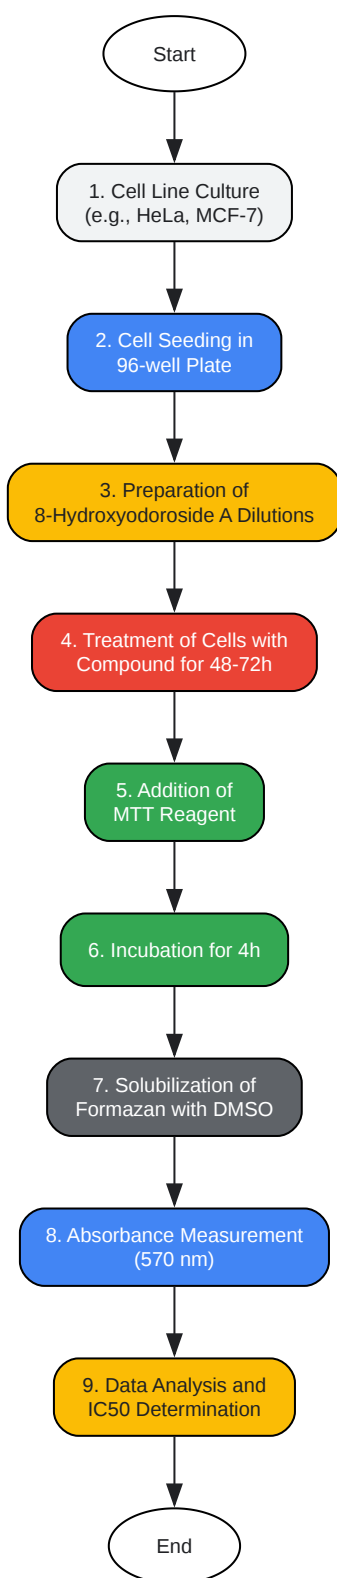 Start
1. Cell Line Culture
(e.g., HeLa, MCF-7)
2. Cell Seeding in
96-well Plate
3. Preparation of
8-Hydroxyodoroside A Dilutions
4. Treatment of Cells with
Compound for 48-72h
5. Addition of
MTT Reagent
6. Incubation for 4h
7. Solubilization of
Formazan with DMSO
8. Absorbance Measurement
(570 nm)
9. Data Analysis and
IC50 Determination
End